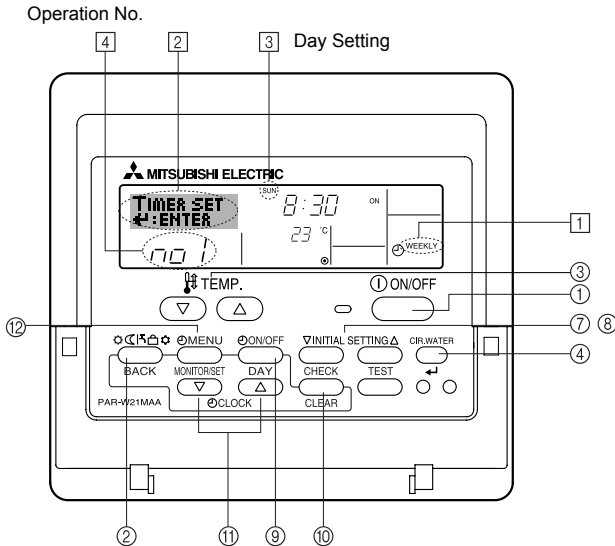 Operation No.
4 2 3 Day Setting
MITSUBISHI ELECTRIC
TIMER SET
↵:ENTER
SUN
8:30
ON
23 °C
WEEKLY
no 1
1
TEMP.
ON/OFF
③
①
▽ △
⑫
⑦ ⑧
MENU ON/OFF ▽INITIAL SETTING△ CIR.WATER
④
BACK MONITOR/SET DAY CHECK TEST ↵
▽ △
PAR-W21MAA CLOCK CLEAR
② ⑪ ⑨ ⑩